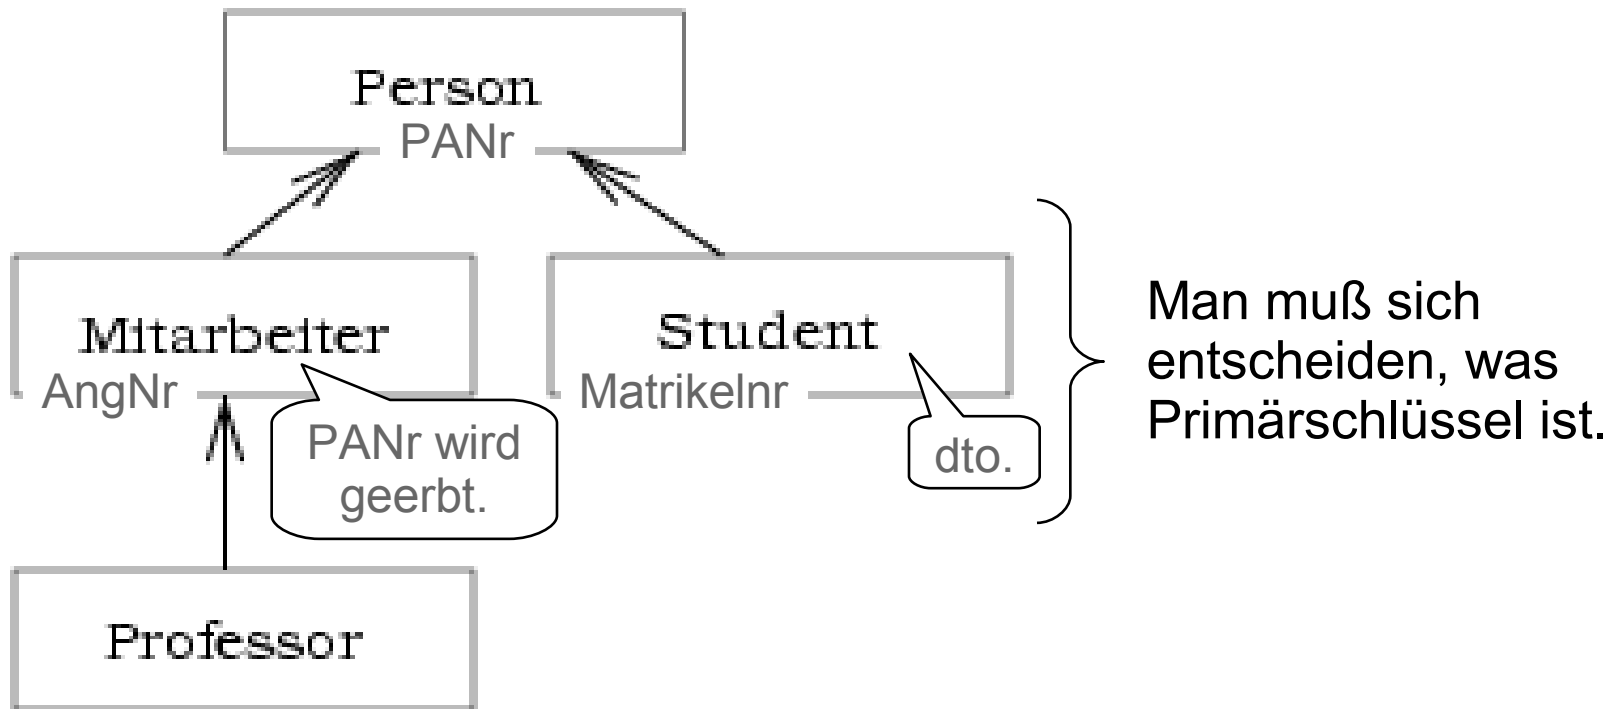 Person
PANr
Mitarbeiter
AngNr
PANr wird
geerbt.
Student
Matrikelnr
dto.
Man muß sich
entscheiden, was
Primärschlüssel ist.
Professor